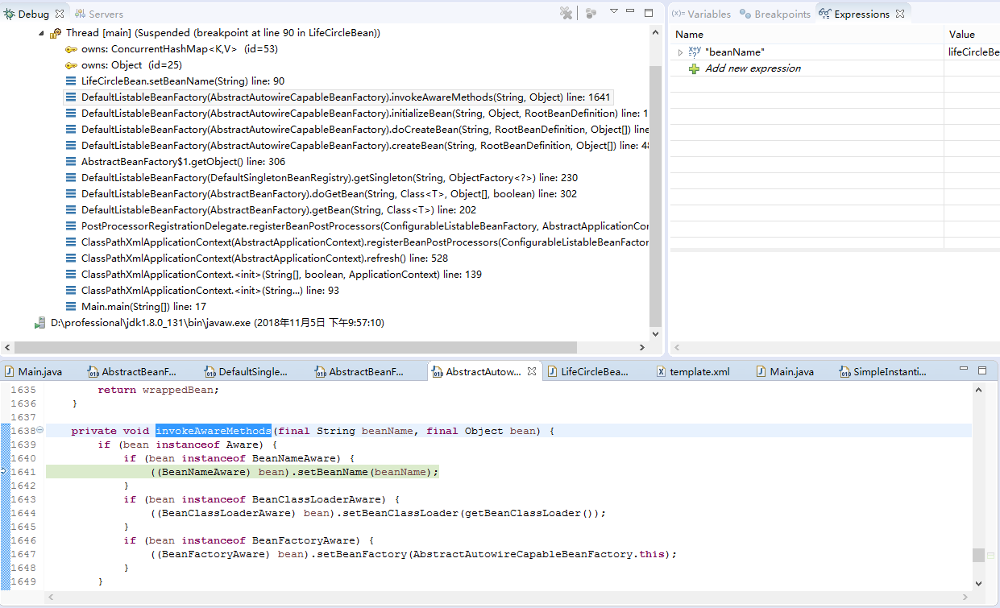 Debug Servers
Thread [main] (Suspended (breakpoint at line 90 in LifeCircleBean))
owns: ConcurrentHashMap<K,V> (id=53)
owns: Object (id=25)
LifeCircleBean.setBeanName(String) line: 90
DefaultListableBeanFactory(AbstractAutowireCapableBeanFactory).invokeAwareMethods(String, Object) line: 1641
DefaultListableBeanFactory(AbstractAutowireCapableBeanFactory).initializeBean(String, Object, RootBeanDefinition) line: 1
DefaultListableBeanFactory(AbstractAutowireCapableBeanFactory).doCreateBean(String, RootBeanDefinition, Object[]) line
DefaultListableBeanFactory(AbstractAutowireCapableBeanFactory).createBean(String, RootBeanDefinition, Object[]) line: 48
AbstractBeanFactory$1.getObject() line: 306
DefaultListableBeanFactory(DefaultSingletonBeanRegistry).getSingleton(String, ObjectFactory<?>) line: 230
DefaultListableBeanFactory(AbstractBeanFactory).doGetBean(String, Class<T>, Object[], boolean) line: 302
DefaultListableBeanFactory(AbstractBeanFactory).getBean(String, Class<T>) line: 202
PostProcessorRegistrationDelegate.registerBeanPostProcessors(ConfigurableListableBeanFactory, AbstractApplicationCon
ClassPathXmlApplicationContext(AbstractApplicationContext).registerBeanPostProcessors(ConfigurableListableBeanFactor
ClassPathXmlApplicationContext(AbstractApplicationContext).refresh() line: 528
ClassPathXmlApplicationContext.<init>(String[], boolean, ApplicationContext) line: 139
ClassPathXmlApplicationContext.<init>(String...) line: 93
Main.main(String[]) line: 17
D:\professional\jdk1.8.0_131\bin\javaw.exe (2018年11月5日 下午9:57:10)
(x)= Variables Breakpoints Expressions
Name Value
"beanName" lifeCircleBe
Add new expression
Main.java AbstractBeanF... DefaultSingle... AbstractBeanF... AbstractAutow... LifeCircleBea... template.xml Main.java SimpleInstanti...
1635 return wrappedBean;
1636 }
1637
1638 private void invokeAwareMethods(final String beanName, final Object bean) {
1639 if (bean instanceof Aware) {
1640 if (bean instanceof BeanNameAware) {
1641 ((BeanNameAware) bean).setBeanName(beanName);
1642 }
1643 if (bean instanceof BeanClassLoaderAware) {
1644 ((BeanClassLoaderAware) bean).setBeanClassLoader(getBeanClassLoader());
1645 }
1646 if (bean instanceof BeanFactoryAware) {
1647 ((BeanFactoryAware) bean).setBeanFactory(AbstractAutowireCapableBeanFactory.this);
1648 }
1649 }